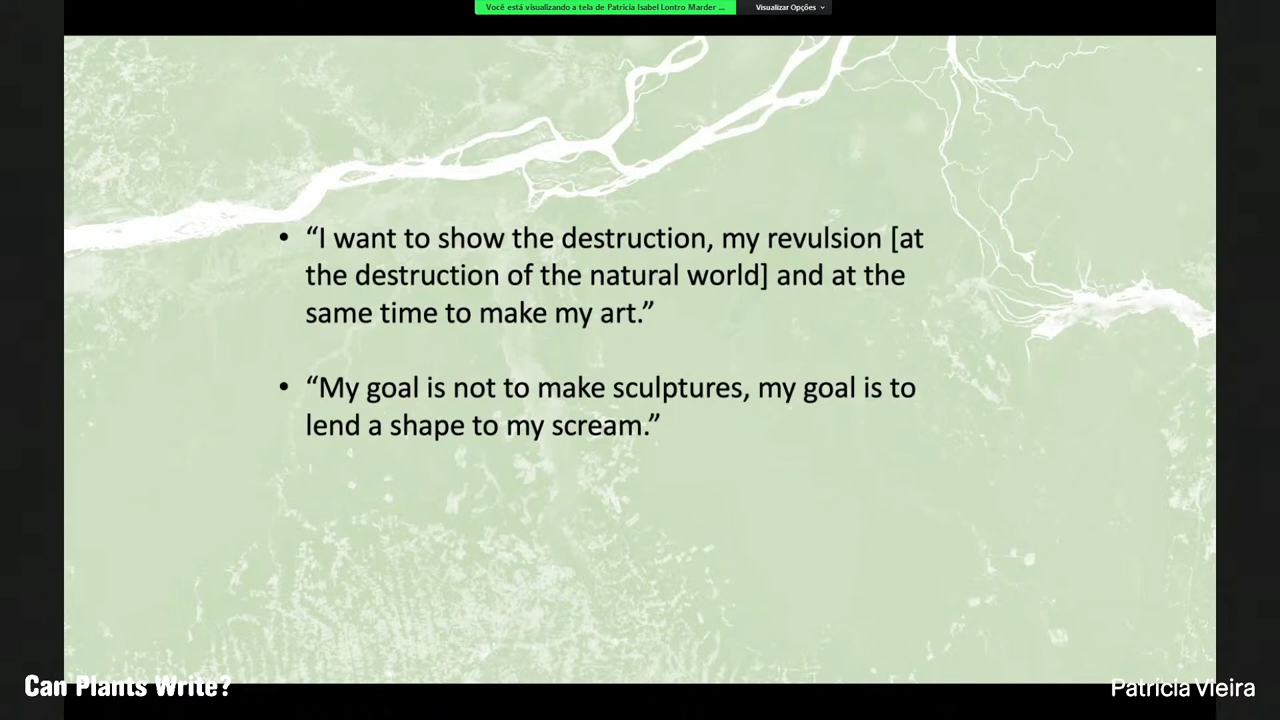 Você está visualizando a tela de Patricia Isabel Lontro Marder ...
Visualizar Opções
• “I want to show the destruction, my revulsion [at
the destruction of the natural world] and at the
same time to make my art.”
• “My goal is not to make sculptures, my goal is to
lend a shape to my scream.”
Can Plants Write?
Patrícia Vieira